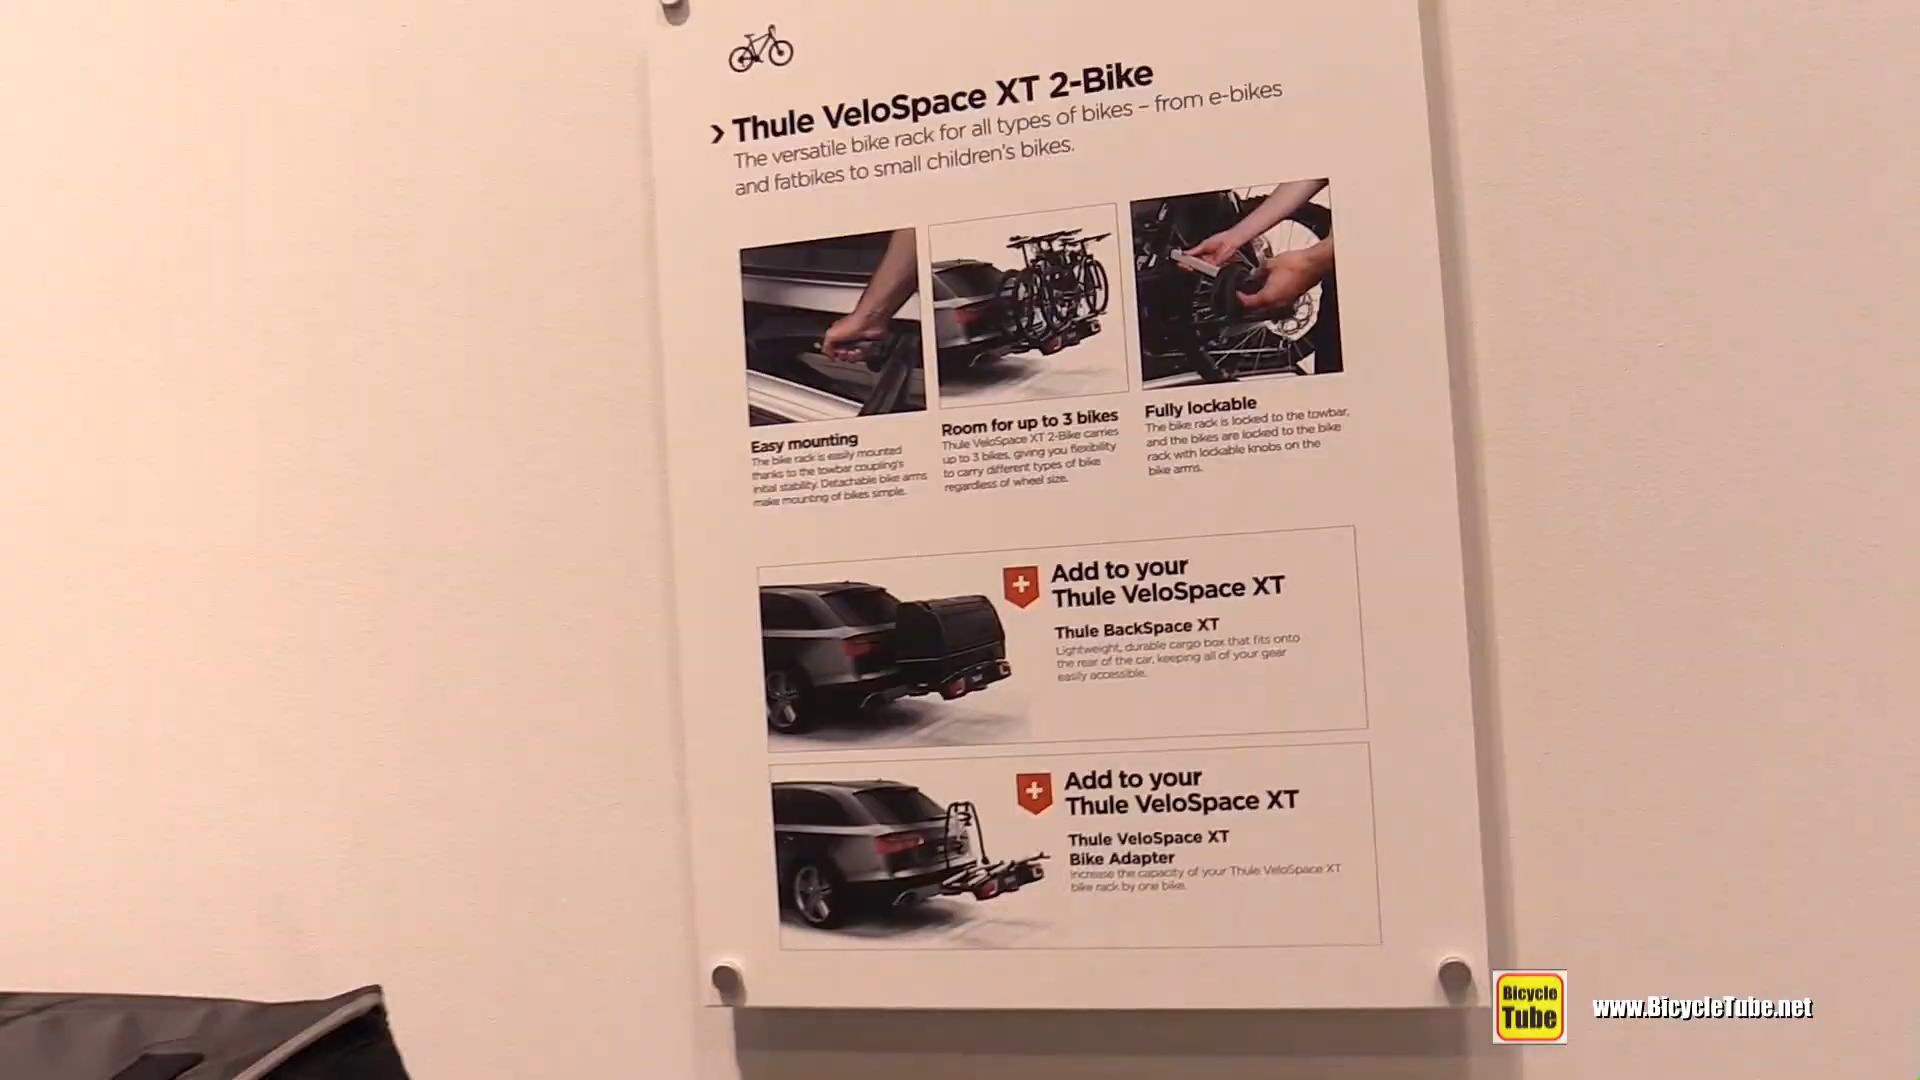 › Thule VeloSpace XT 2-Bike
The versatile bike rack for all types of bikes – from e-bikes
and fatbikes to small children's bikes.
Easy mounting
The bike rack is easily mounted
thanks to the towbar coupling's
initial stability. Detachable bike arms
make mounting of bikes simple.
Room for up to 3 bikes
Thule VeloSpace XT 2-Bike carries
up to 3 bikes, giving you flexibility
to carry different types of bike
regardless of wheel size.
Fully lockable
The bike rack is locked to the towbar,
and the bikes are locked to the bike
rack with lockable knobs on the
bike arms.
Add to your
Thule VeloSpace XT
Thule BackSpace XT
Lightweight, durable cargo box that fits onto
the rear of the car, keeping all of your gear
easily accessible.
Add to your
Thule VeloSpace XT
Thule VeloSpace XT
Bike Adapter
Increase the capacity of your Thule VeloSpace XT
bike rack by one bike.
Bicycle
Tube
www.BicycleTube.net